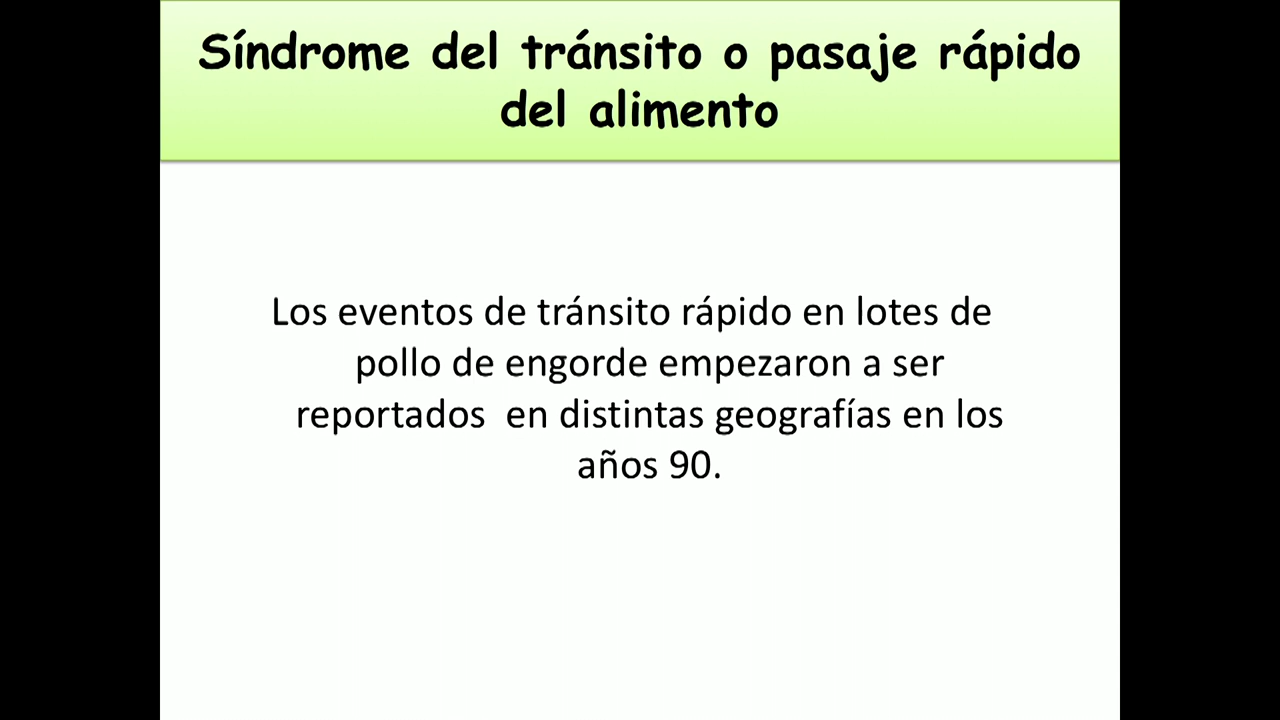 Síndrome del tránsito o pasaje rápido
del alimento
Los eventos de tránsito rápido en lotes de
pollo de engorde empezaron a ser
reportados  en distintas geografías en los
años 90.